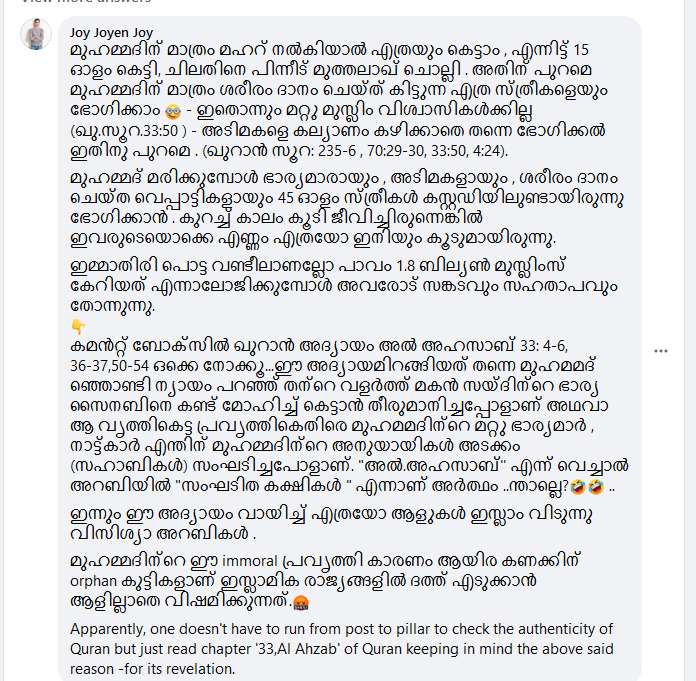 View more answers
Joy Joyen Joy
മുഹമ്മദിന് മാത്രം മഹറ് നൽകിയാൽ എത്രയും കെട്ടാം , എന്നിട്ട് 15
ഓളം കെട്ടി, ചിലതിനെ പിന്നീട് മുത്തലാഖ് ചൊല്ലി . അതിന് പുറമെ
മുഹമ്മദിന് മാത്രം ശരീരം ദാനം ചെയ്ത് കിട്ടുന്ന എത്ര സ്ത്രീകളെയും
ഭോഗിക്കാം 🥴 - ഇതൊന്നും മറ്റു മുസ്ലിം വിശ്വാസികൾക്കില്ല
(ഖു.സൂറ.33:50 ) - അടിമകളെ കല്യാണം കഴിക്കാതെ തന്നെ ഭോഗിക്കൽ
ഇതിനു പുറമെ . (ഖുറാൻ സൂറ: 235-6 , 70:29-30, 33:50, 4:24).
മുഹമ്മദ് മരിക്കുമ്പോൾ ഭാര്യമാരായും , അടിമകളായും , ശരീരം ദാനം
ചെയ്ത വെപ്പാട്ടികളായും 45 ഓളം സ്ത്രീകൾ കസ്റ്റഡിയിലുണ്ടായിരുന്നു
ഭോഗിക്കാൻ . കുറച്ച് കാലം കൂടി ജീവിച്ചിരുന്നെങ്കിൽ
ഇവരുടെയൊക്കെ എണ്ണം എത്രയോ ഇനിയും കൂടുമായിരുന്നു.
ഇമ്മാതിരി പൊട്ട വണ്ടീലാണല്ലോ പാവം 1.8 ബില്യൺ മുസ്ലിംസ്
കേറിയത് എന്നാലോജിക്കുമ്പോൾ അവരോട് സങ്കടവും സഹതാപവും
തോന്നുന്നു.
👇
കമൻ്റ് ബോക്സിൽ ഖുറാൻ അദ്യായം അൽ അഹസാബ് 33: 4-6,
36-37,50-54 ഒക്കെ നോക്കൂ...ഈ അദ്യായമിറങ്ങിയത് തന്നെ മുഹമമദ്
ഞ്ഞൊണ്ടി ന്യായം പറഞ്ഞ് തൻറെ വളർത്ത് മകൻ സയ്ദിൻറെ ഭാര്യ
സൈനബിനെ കണ്ട് മോഹിച്ച് കെട്ടാൻ തീരുമാനിച്ചപ്പോളാണ് അഥവാ
ആ വൃത്തികെട്ട പ്രവൃത്തികെതിരെ മുഹമമദിൻറെ മറ്റു ഭാര്യമാർ ,
നാട്ട്കാർ എന്തിന് മുഹമ്മദിൻറെ അനുയായികൾ അടക്കം
(സഹാബികൾ) സംഘടിച്ചപോളാണ്. "അൽ.അഹസാബ്" എന്ന് വെച്ചാൽ
അറബിയിൽ "സംഘടിത കക്ഷികൾ " എന്നാണ് അർത്ഥം ..ന്താല്ലെ?🤣🤣 ..
ഇന്നും ഈ അദ്യായം വായിച്ച് എത്രയോ ആളുകൾ ഇസ്ലാം വിടുന്നു
വിസിശ്യാ അറബികൾ .
മുഹമ്മദിൻറെ ഈ immoral പ്രവൃത്തി കാരണം ആയിര കണക്കിന്
orphan കുട്ടികളാണ് ഇസ്ലാമിക രാജ്യങ്ങളിൽ ദത്ത് എടുക്കാൻ
ആളില്ലാതെ വിഷമിക്കുന്നത്.🤬
Apparently, one doesn't have to run from post to pillar to check the authenticity of
Quran but just read chapter '33,Al Ahzab' of Quran keeping in mind the above said
reason -for its revelation.